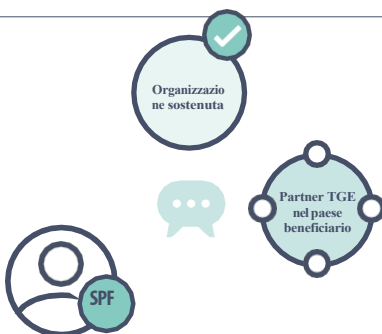 Organizzazio
ne sostenuta
Partner TGE
nel paese
beneficiario
SPF